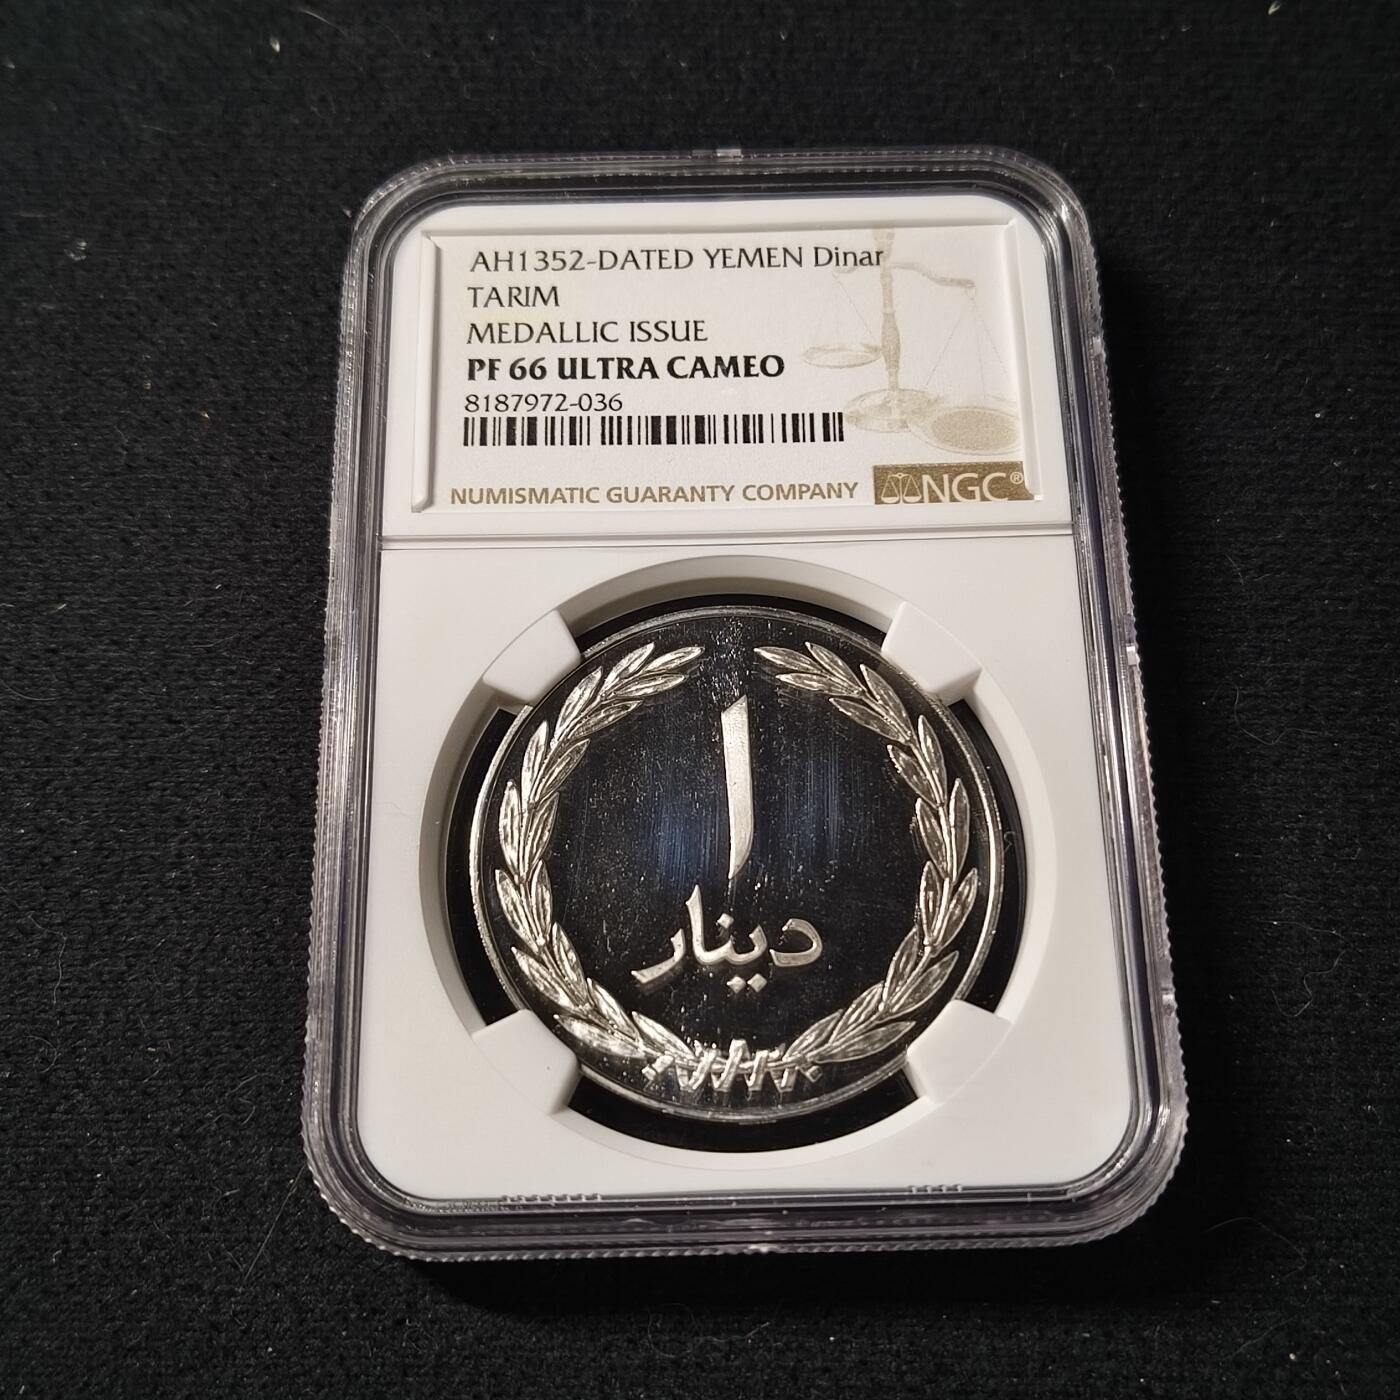 AH1352-DATED YEMEN Dinar
TARIM
MEDALLIC ISSUE
PF 66 ULTRA CAMEO
8187972-036
NUMISMATIC GUARANTY COMPANY NGC®
١
دينار